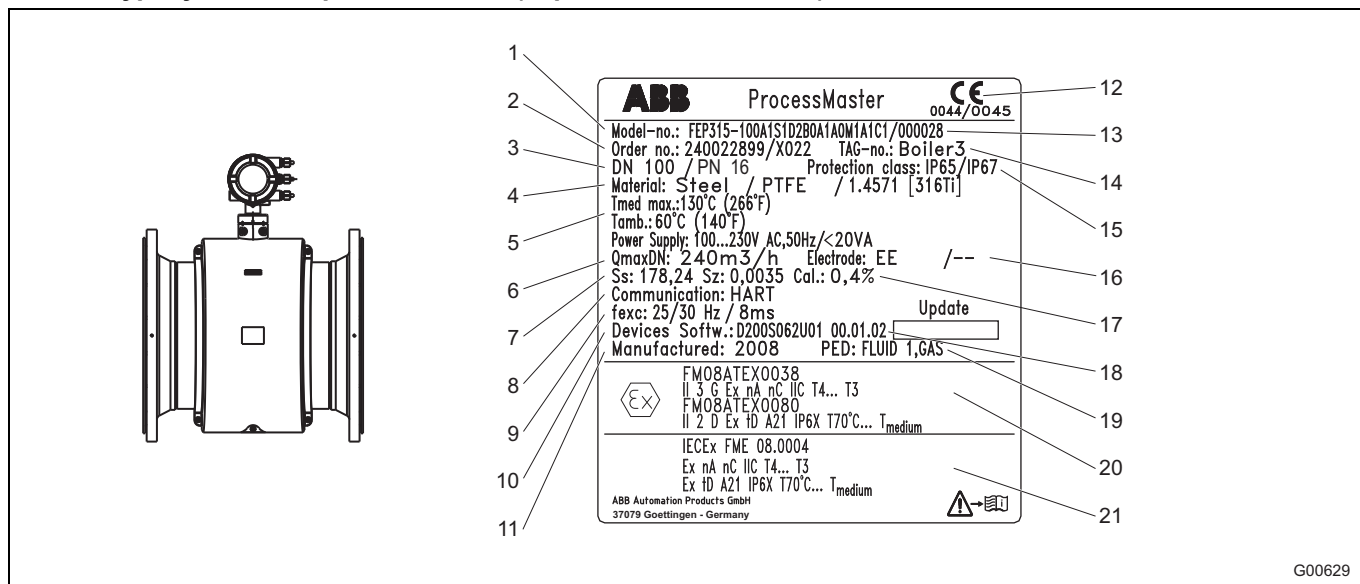 1
2
3
4
5
6
7
8
9
10
11
ABB ProcessMaster CE
0044/0045
Model-no.: FEP315-100A1S1D2B0A1A0M1A1C1/000028
Order no.: 240022899/X022 TAG-no.: Boiler3
DN 100 / PN 16 Protection class: IP65/IP67
Material: Steel / PTFE / 1.4571 [316Ti]
Tmed max.:130°C (266°F)
Tamb.: 60°C (140°F)
Power Supply: 100...230V AC,50Hz/<20VA
QmaxDN: 240m3/h Electrode: EE /--
Ss: 178,24 Sz: 0,0035 Cal.: 0,4%
Communication: HART
fexc: 25/30 Hz / 8ms Update
Devices Softw.: D200S062U01 00.01.02
Manufactured: 2008 PED: FLUID 1,GAS
Ex
FM08ATEX0038
II 3 G Ex nA nC IIC T4... T3
FM08ATEX0080
II 2 D Ex tD A21 IP6X T70°C... Tmedium
IECEx FME 08.0004
Ex nA nC IIC T4... T3
Ex tD A21 IP6X T70°C... Tmedium
ABB Automation Products GmbH
37079 Goettingen - Germany
i
12
13
14
15
16
17
18
19
20
21
G00629